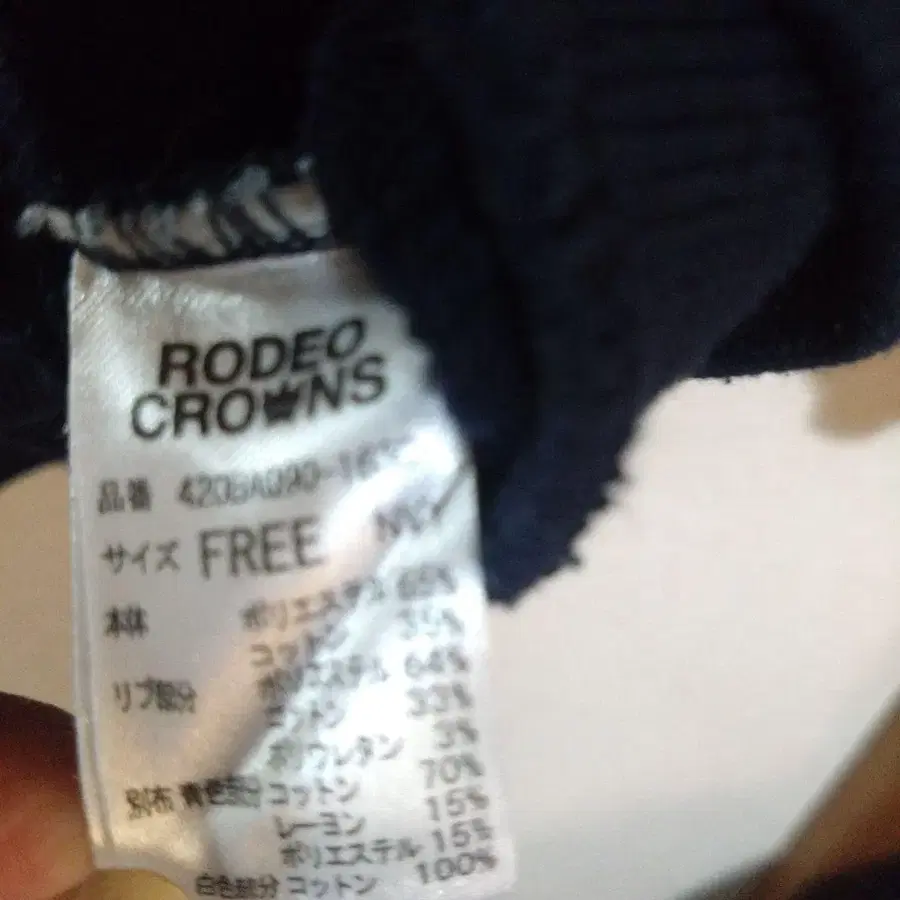 RODEO
CROWNS
品番
サイズ FREE
本体 ポリエステル 65%
コットン 35%
リブ部分 ポリエステル 64%
コットン 33%
ポリウレタン 3%
別布 青色部分 コットン 70%
レーヨン 15%
ポリエステル 15%
白色部分 コットン 100%